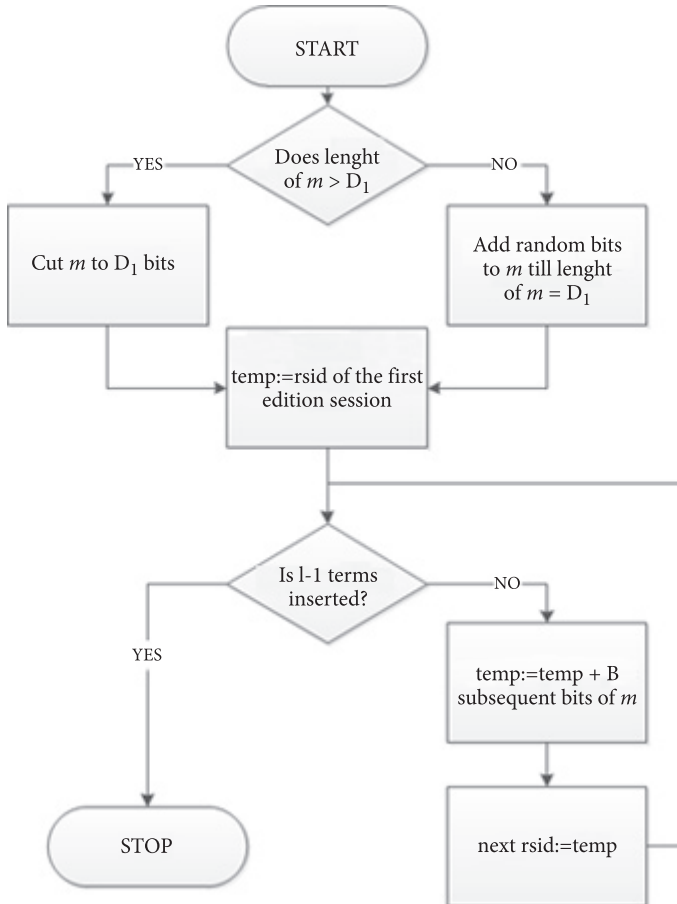 START
Does lenght
of m > D₁
YES
NO
Cut m to D₁ bits
Add random bits
to m till lenght
of m = D₁
temp:=rsid of the first
edition session
Is l-1 terms
inserted?
NO
YES
temp:=temp + B
subsequent bits of m
STOP
next rsid:=temp